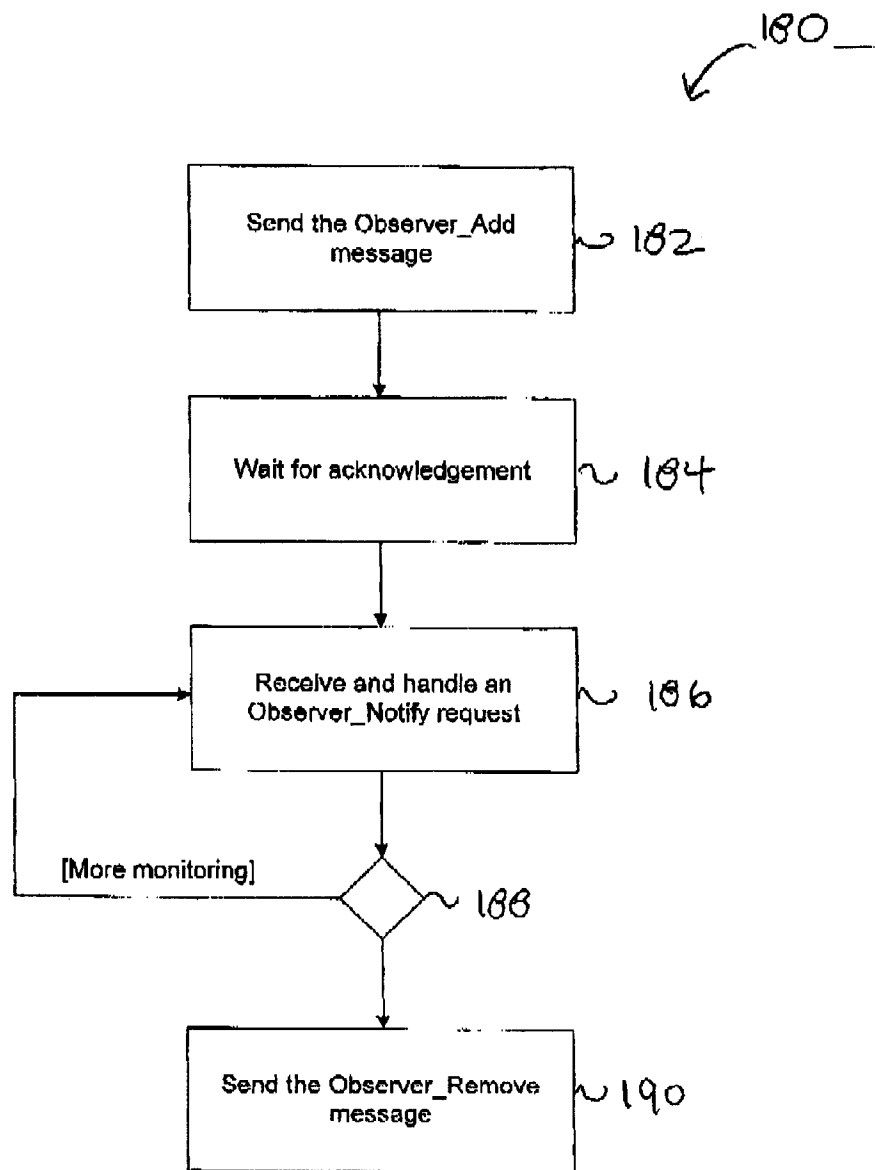 180
Send the Observer_Add
message
182
Wait for acknowledgement
184
Receive and handle an
Observer_Notify request
186
[More monitoring]
188
Send the Observer_Remove
message
190